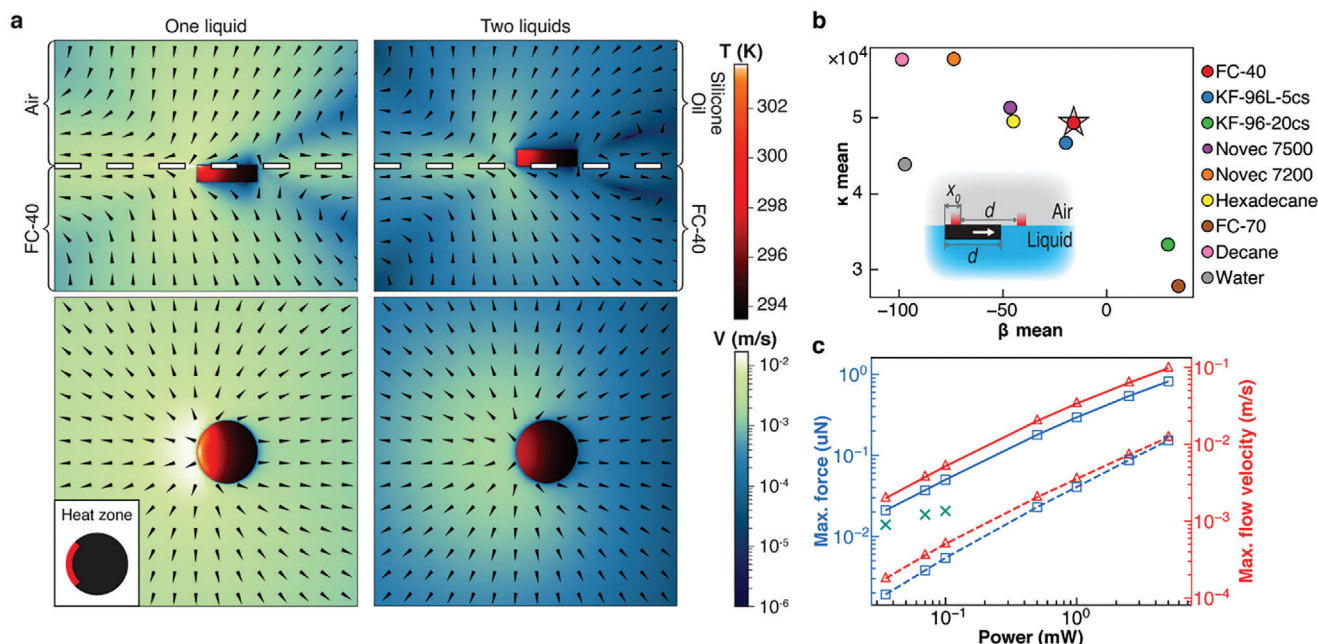 a
One liquid
Two liquids
Air
FC-40
Silicone
Oil
FC-40
T (K)
302
300
298
296
294
V (m/s)
10⁻²
10⁻³
10⁻⁴
10⁻⁵
10⁻⁶
Heat zone
b
×10⁴
5
4
3
κ mean
−100
−50
0
β mean
x₀
d
Air
Liquid
d
FC-40
KF-96L-5cs
KF-96-20cs
Novec 7500
Novec 7200
Hexadecane
FC-70
Decane
Water
c
Max. force (uN)
10⁰
10⁻¹
10⁻²
10⁻¹
10⁰
Power (mW)
10⁻¹
10⁻²
10⁻³
10⁻⁴
Max. flow velocity (m/s)